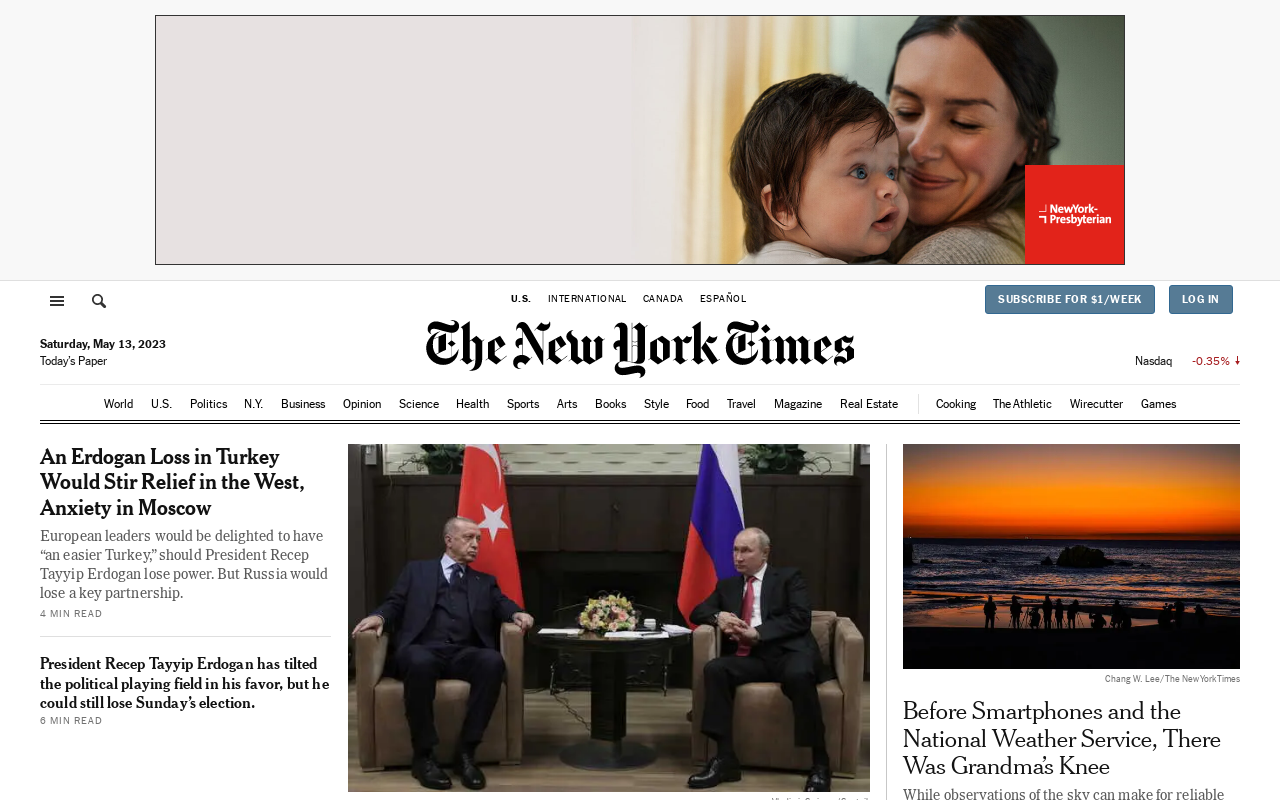 NewYork-
Presbyterian
U.S. INTERNATIONAL CANADA ESPAÑOL
SUBSCRIBE FOR $1/WEEK LOG IN
The New York Times
Saturday, May 13, 2023
Today's Paper
Nasdaq -0.35%
World U.S. Politics N.Y. Business Opinion Science Health Sports Arts Books Style Food Travel Magazine Real Estate Cooking The Athletic Wirecutter Games
An Erdogan Loss in Turkey
Would Stir Relief in the West,
Anxiety in Moscow
European leaders would be delighted to have
“an easier Turkey,” should President Recep
Tayyip Erdogan lose power. But Russia would
lose a key partnership.
4 MIN READ
President Recep Tayyip Erdogan has tilted
the political playing field in his favor, but he
could still lose Sunday’s election.
6 MIN READ
Chang W. Lee/The New York Times
Before Smartphones and the
National Weather Service, There
Was Grandma’s Knee
While observations of the sky can make for reliable